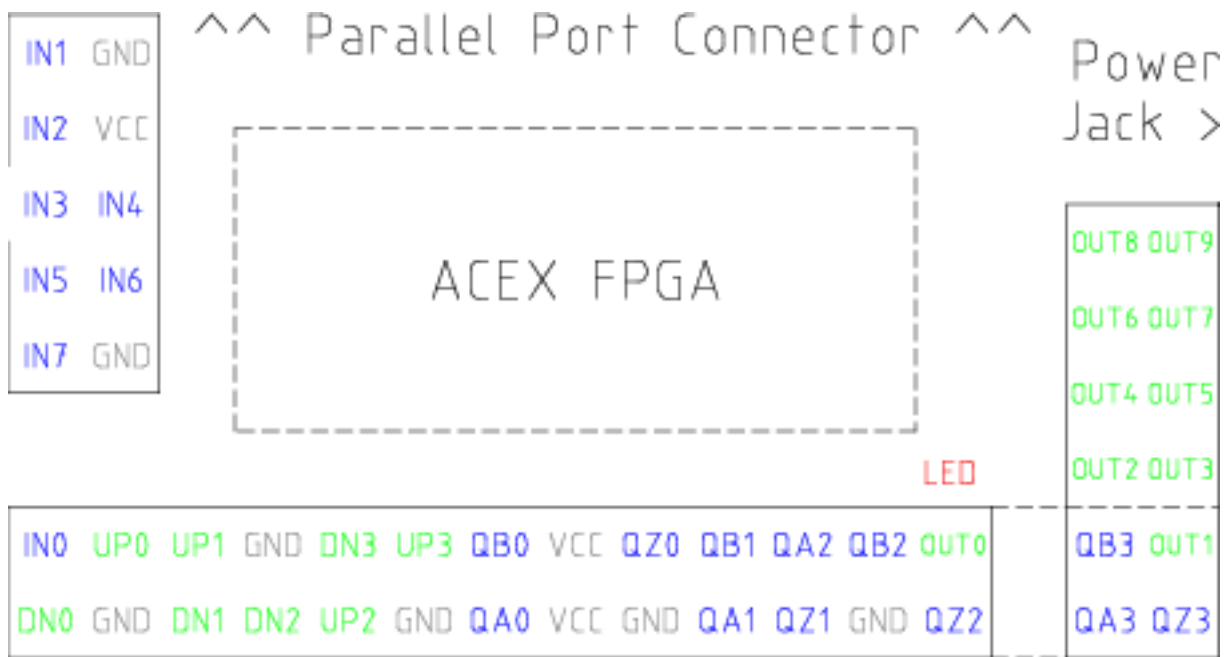 ^^ Parallel Port Connector ^^
Power
Jack >
IN1 GND
IN2 VCC
IN3 IN4
IN5 IN6
IN7 GND
ACEX FPGA
OUT8 OUT9
OUT6 OUT7
OUT4 OUT5
OUT2 OUT3
LED
IN0 UP0 UP1 GND DN3 UP3 QB0 VCC QZ0 QB1 QA2 QB2 OUT0
DN0 GND DN1 DN2 UP2 GND QA0 VCC GND QA1 QZ1 GND QZ2
QB3 OUT1
QA3 QZ3